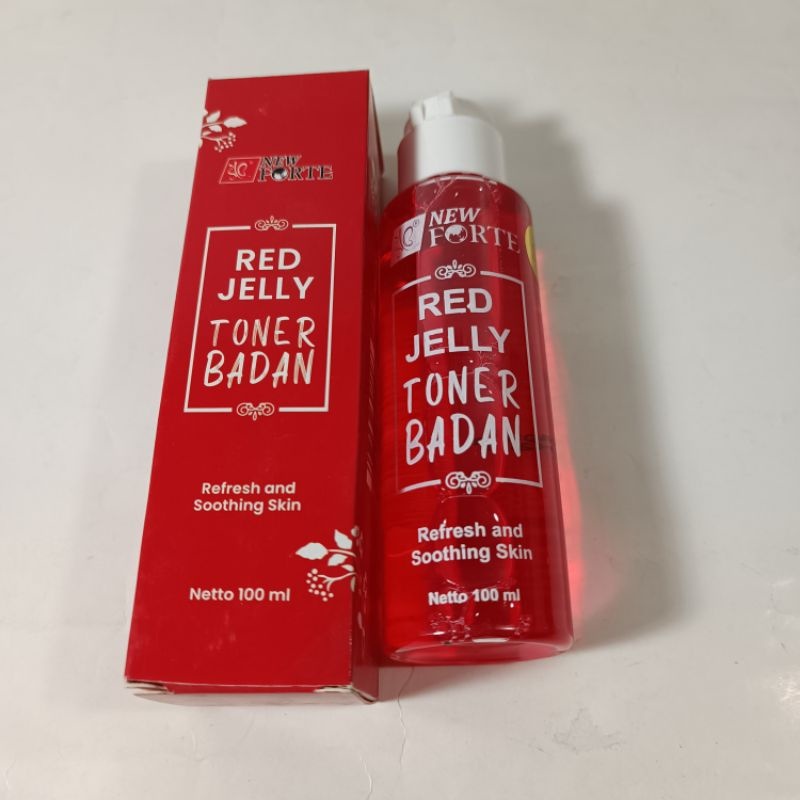 NEW
FORTE
RED
JELLY
TONER
BADAN
Refresh and
Soothing Skin
Netto 100 ml
NEW
FORTE
RED
JELLY
TONER
BADAN
Refresh and
Soothing Skin
Netto 100 ml